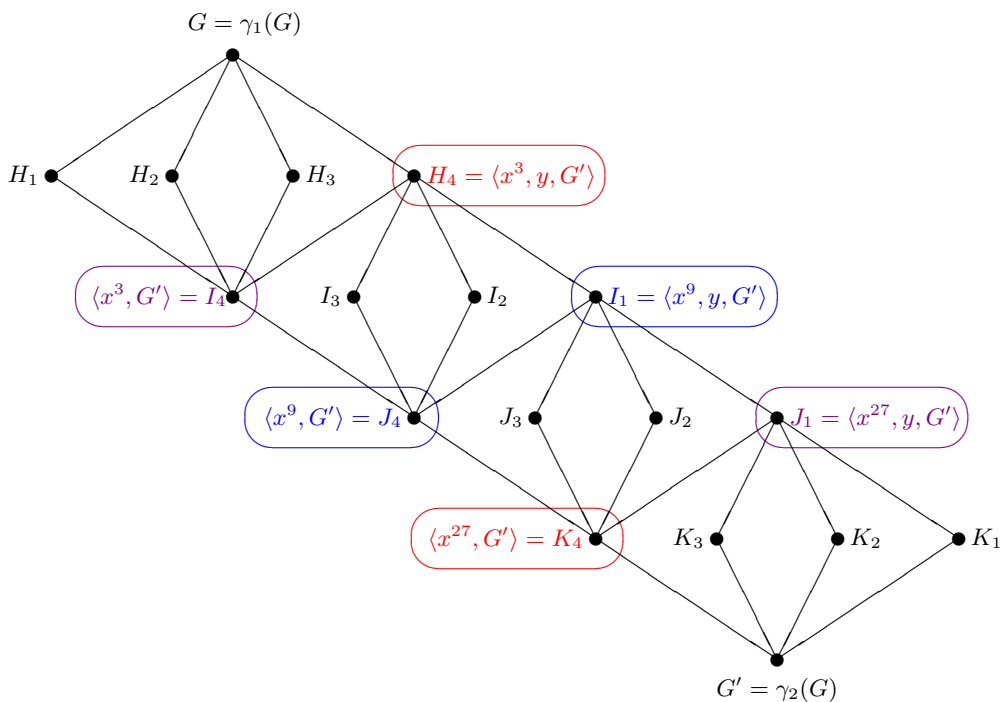 G = γ₁(G)
H₁
H₂
H₃
H₄ = ⟨x³, y, G′⟩
⟨x³, G′⟩ = I₄
I₃
I₂
I₁ = ⟨x⁹, y, G′⟩
⟨x⁹, G′⟩ = J₄
J₃
J₂
J₁ = ⟨x²⁷, y, G′⟩
⟨x²⁷, G′⟩ = K₄
K₃
K₂
K₁
G′ = γ₂(G)